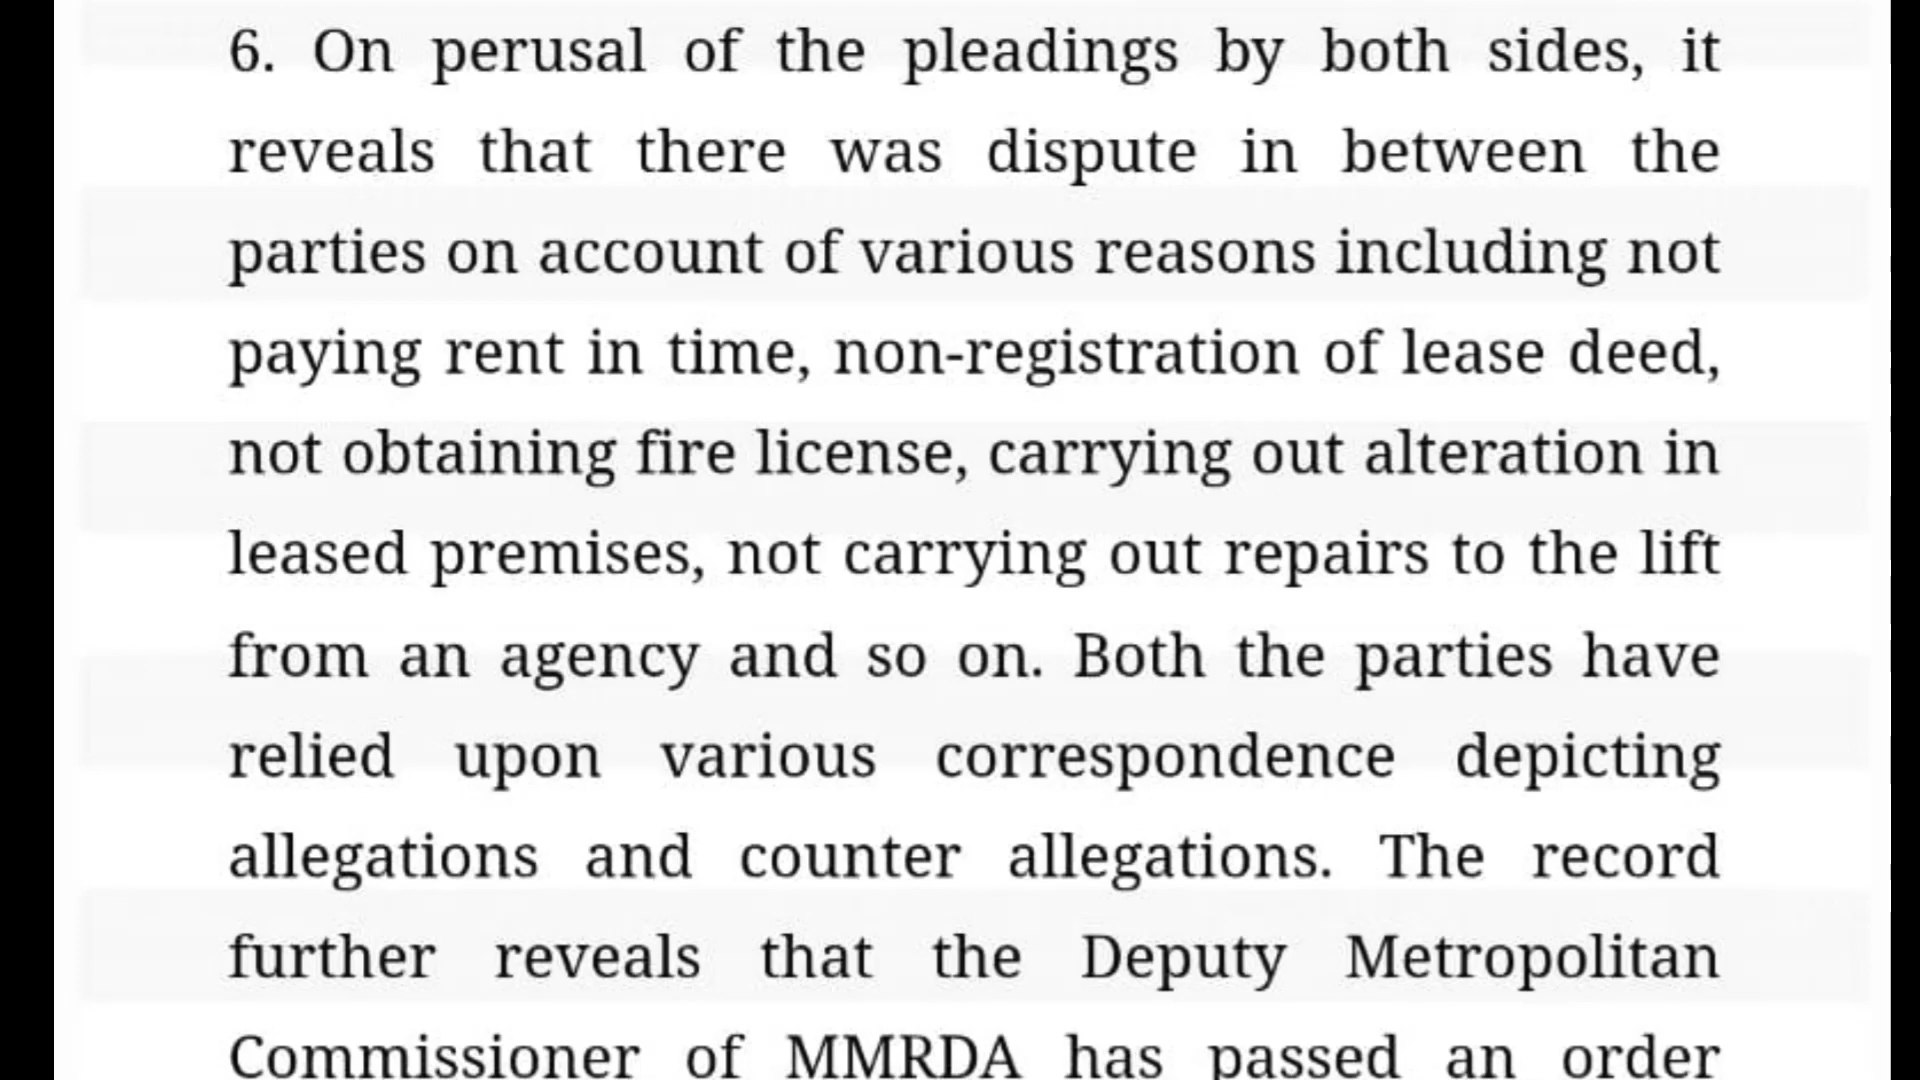 6. On perusal of the pleadings by both sides, it
reveals that there was dispute in between the
parties on account of various reasons including not
paying rent in time, non-registration of lease deed,
not obtaining fire license, carrying out alteration in
leased premises, not carrying out repairs to the lift
from an agency and so on. Both the parties have
relied upon various correspondence depicting
allegations and counter allegations. The record
further reveals that the Deputy Metropolitan
Commissioner of MMRDA has passed an order